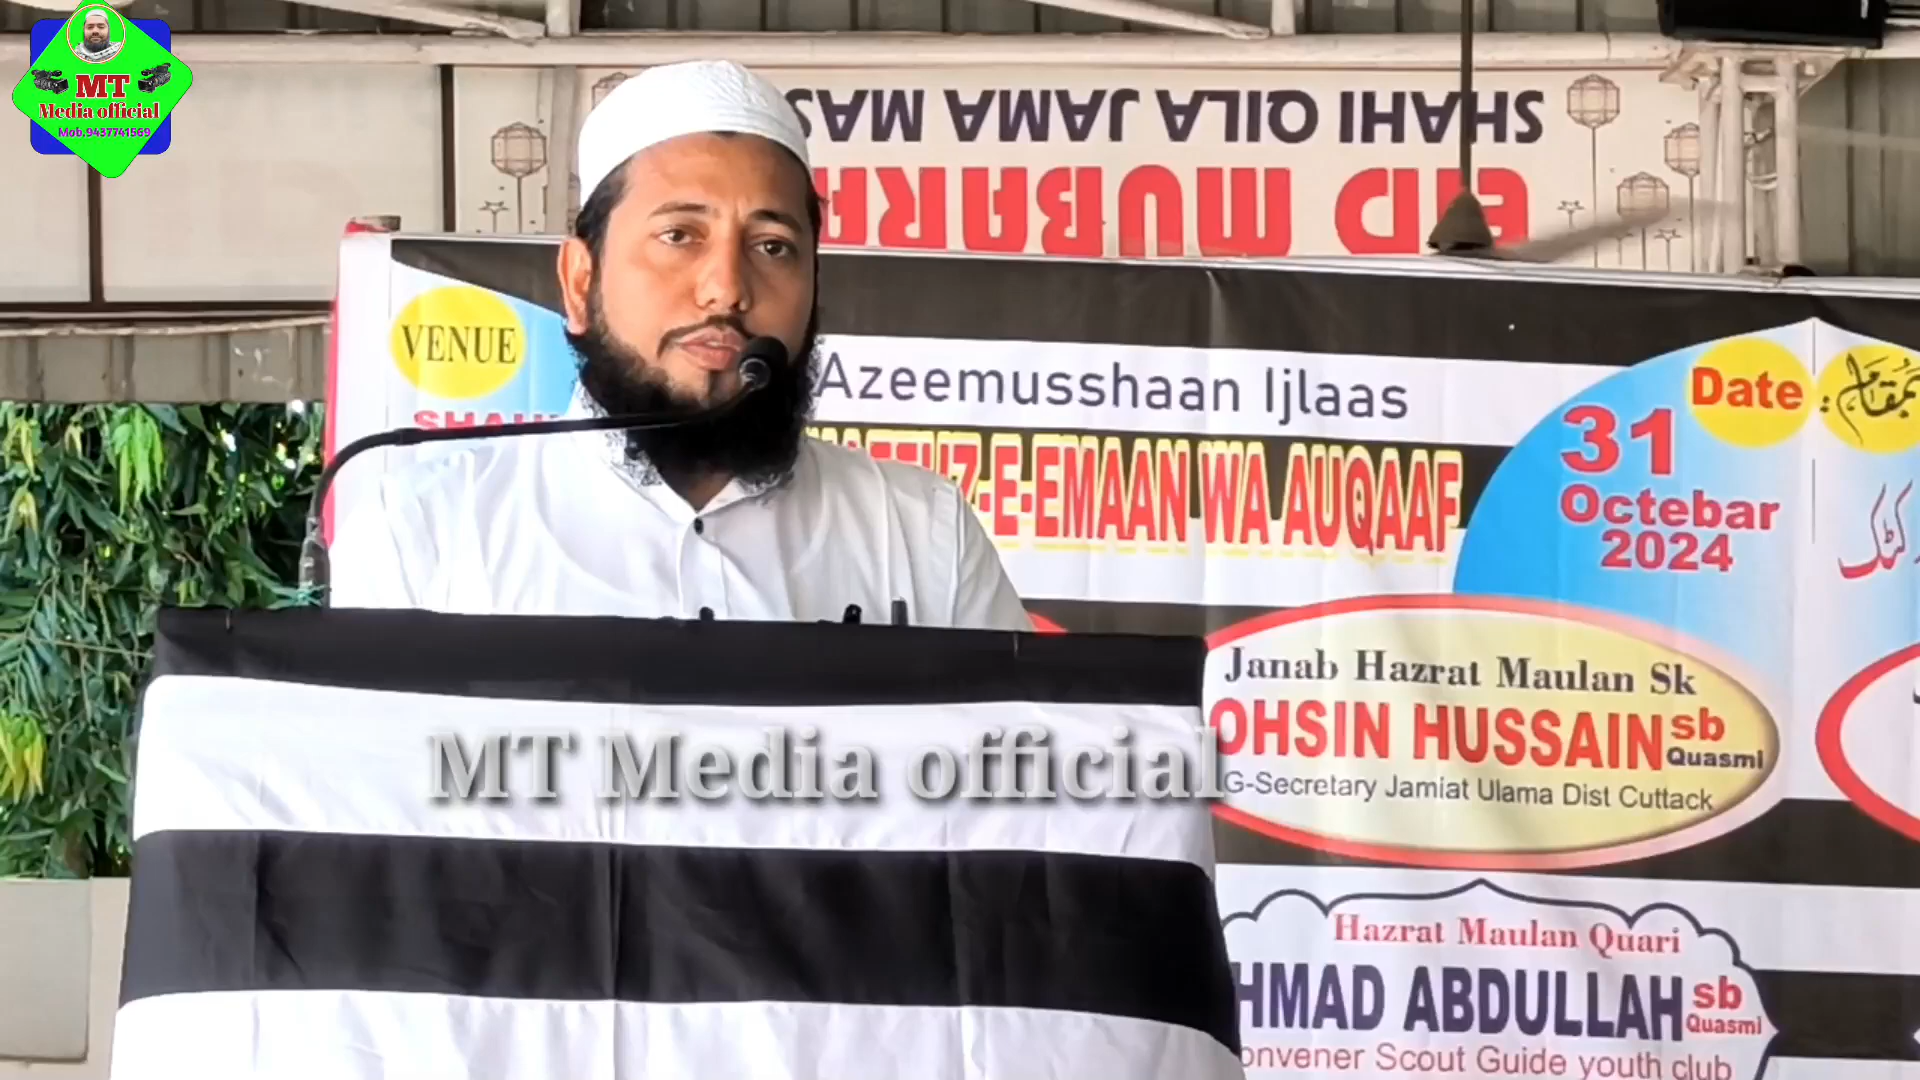 MT
Media official
Mob.9437741569
SHAHI QILA JAMA MAS
EID MUBARA
VENUE
Azeemusshaan Ijlaas
Date
بمقام:
31
Octebar
2024
WA AUQAAF
Z-E-EMAAN
کٹک
Janab Hazrat Maulan Sk
OHSIN HUSSAIN sb
Quasmi
G-Secretary Jamiat Ulama Dist Cuttack
MT Media official
Hazrat Maulan Quari
HMAD ABDULLAH sb
Quasmi
onvener Scout Guide youth club